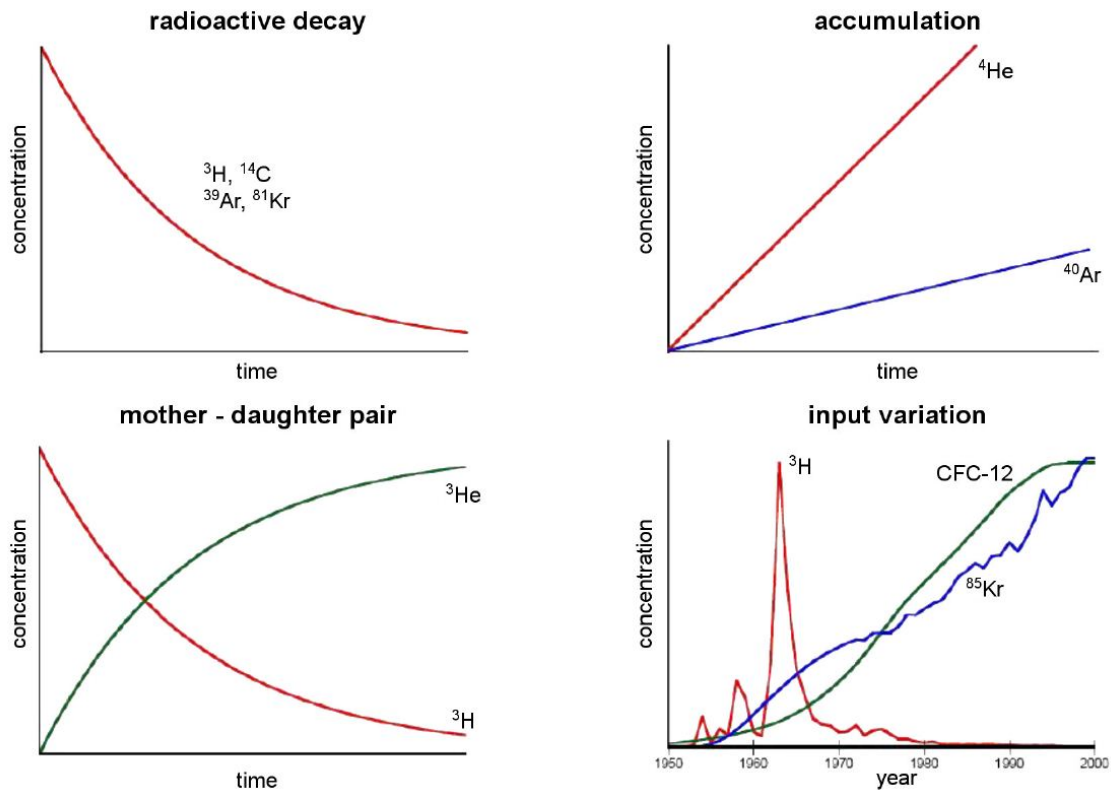 radioactive decay
concentration
³H, ¹⁴C
³⁹Ar, ⁸¹Kr
time
accumulation
concentration
⁴He
⁴⁰Ar
mother - daughter pair
concentration
³He
³H
time
input variation
concentration
³H
CFC-12
⁸⁵Kr
1950 1960 1970 1980 1990 2000
year